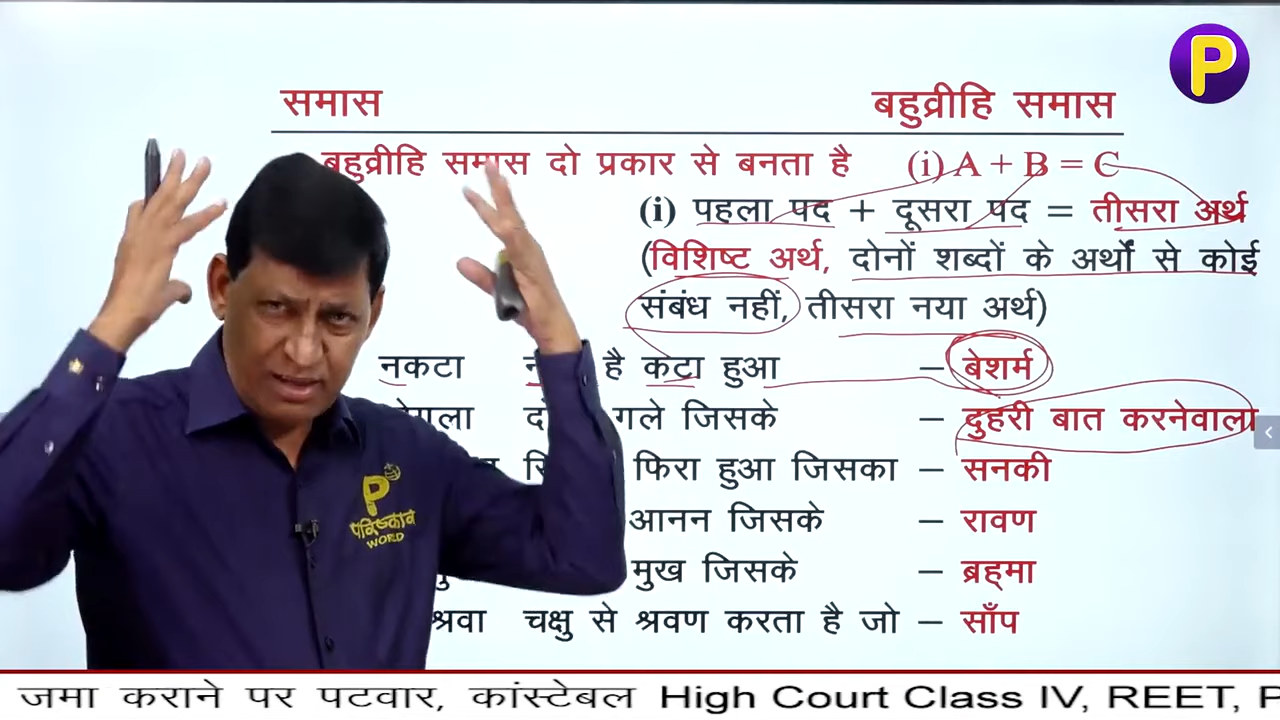 P
समास बहुव्रीहि समास
बहुव्रीहि समास दो प्रकार से बनता है (i) A + B = C
(i) पहला पद + दूसरा पद = तीसरा अर्थ
(विशिष्ट अर्थ, दोनों शब्दों के अर्थों से कोई
संबंध नहीं, तीसरा नया अर्थ)
नकटा है कटा हुआ – बेशर्म
गले जिसके – दुहरी बात करनेवाला
फिरा हुआ जिसका – सनकी
आनन जिसके – रावण
मुख जिसके – ब्रह्मा
श्रवा चक्षु से श्रवण करता है जो – साँप
P
परिष्कार
WORLD
जमा कराने पर पटवार, कांस्टेबल High Court Class IV, REET, P